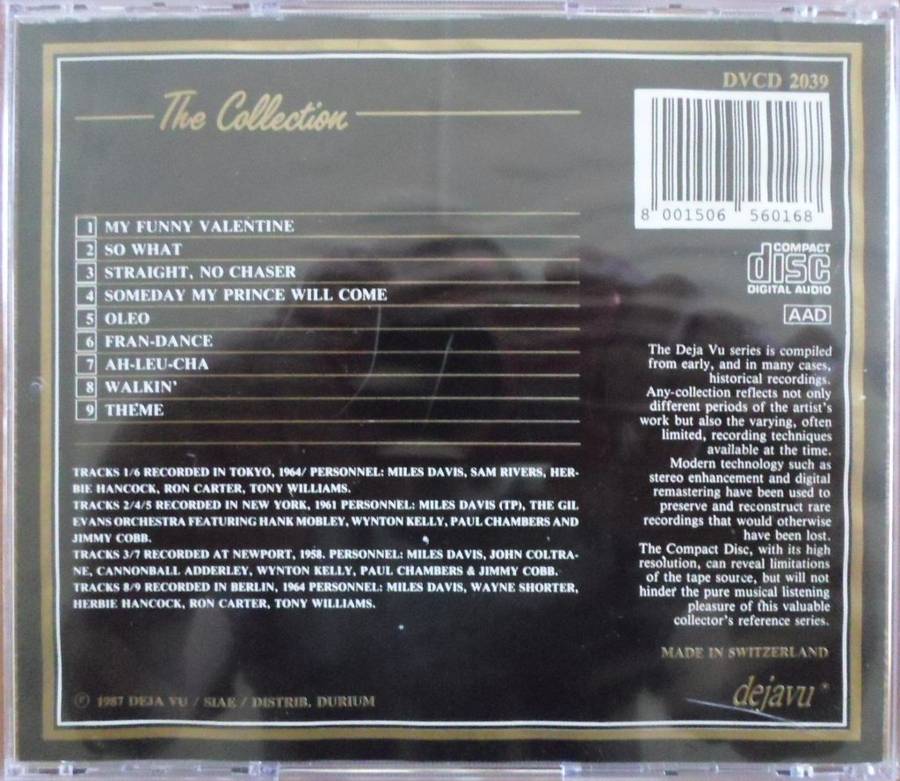 The Collection
1 MY FUNNY VALENTINE
2 SO WHAT
3 STRAIGHT, NO CHASER
4 SOMEDAY MY PRINCE WILL COME
5 OLEO
6 FRAN-DANCE
7 AH-LEU-CHA
8 WALKIN'
9 THEME
TRACKS 1/6 RECORDED IN TOKYO, 1964/ PERSONNEL: MILES DAVIS, SAM RIVERS, HER-
BIE HANCOCK, RON CARTER, TONY WILLIAMS.
TRACKS 2/4/5 RECORDED IN NEW YORK, 1961 PERSONNEL: MILES DAVIS (TP), THE GIL
EVANS ORCHESTRA FEATURING HANK MOBLEY, WYNTON KELLY, PAUL CHAMBERS AND
JIMMY COBB.
TRACKS 3/7 RECORDED AT NEWPORT, 1958. PERSONNEL: MILES DAVIS, JOHN COLTRA-
NE, CANNONBALL ADDERLEY, WYNTON KELLY, PAUL CHAMBERS & JIMMY COBB.
TRACKS 8/9 RECORDED IN BERLIN, 1964 PERSONNEL: MILES DAVIS, WAYNE SHORTER,
HERBIE HANCOCK, RON CARTER, TONY WILLIAMS.
℗ 1987 DEJA VU / SIAE / DISTRIB. DURIUM
DVCD 2039
8 001506 560168
COMPACT
disc
DIGITAL AUDIO
AAD
The Deja Vu series is compiled
from early, and in many cases,
historical recordings.
Any-collection reflects not only
different periods of the artist's
work but also the varying, often
limited, recording techniques
available at the time.
Modern technology such as
stereo enhancement and digital
remastering have been used to
preserve and reconstruct rare
recordings that would otherwise
have been lost.
The Compact Disc, with its high
resolution, can reveal limitations
of the tape source, but will not
hinder the pure musical listening
pleasure of this valuable
collector's reference series.
MADE IN SWITZERLAND
dejavu